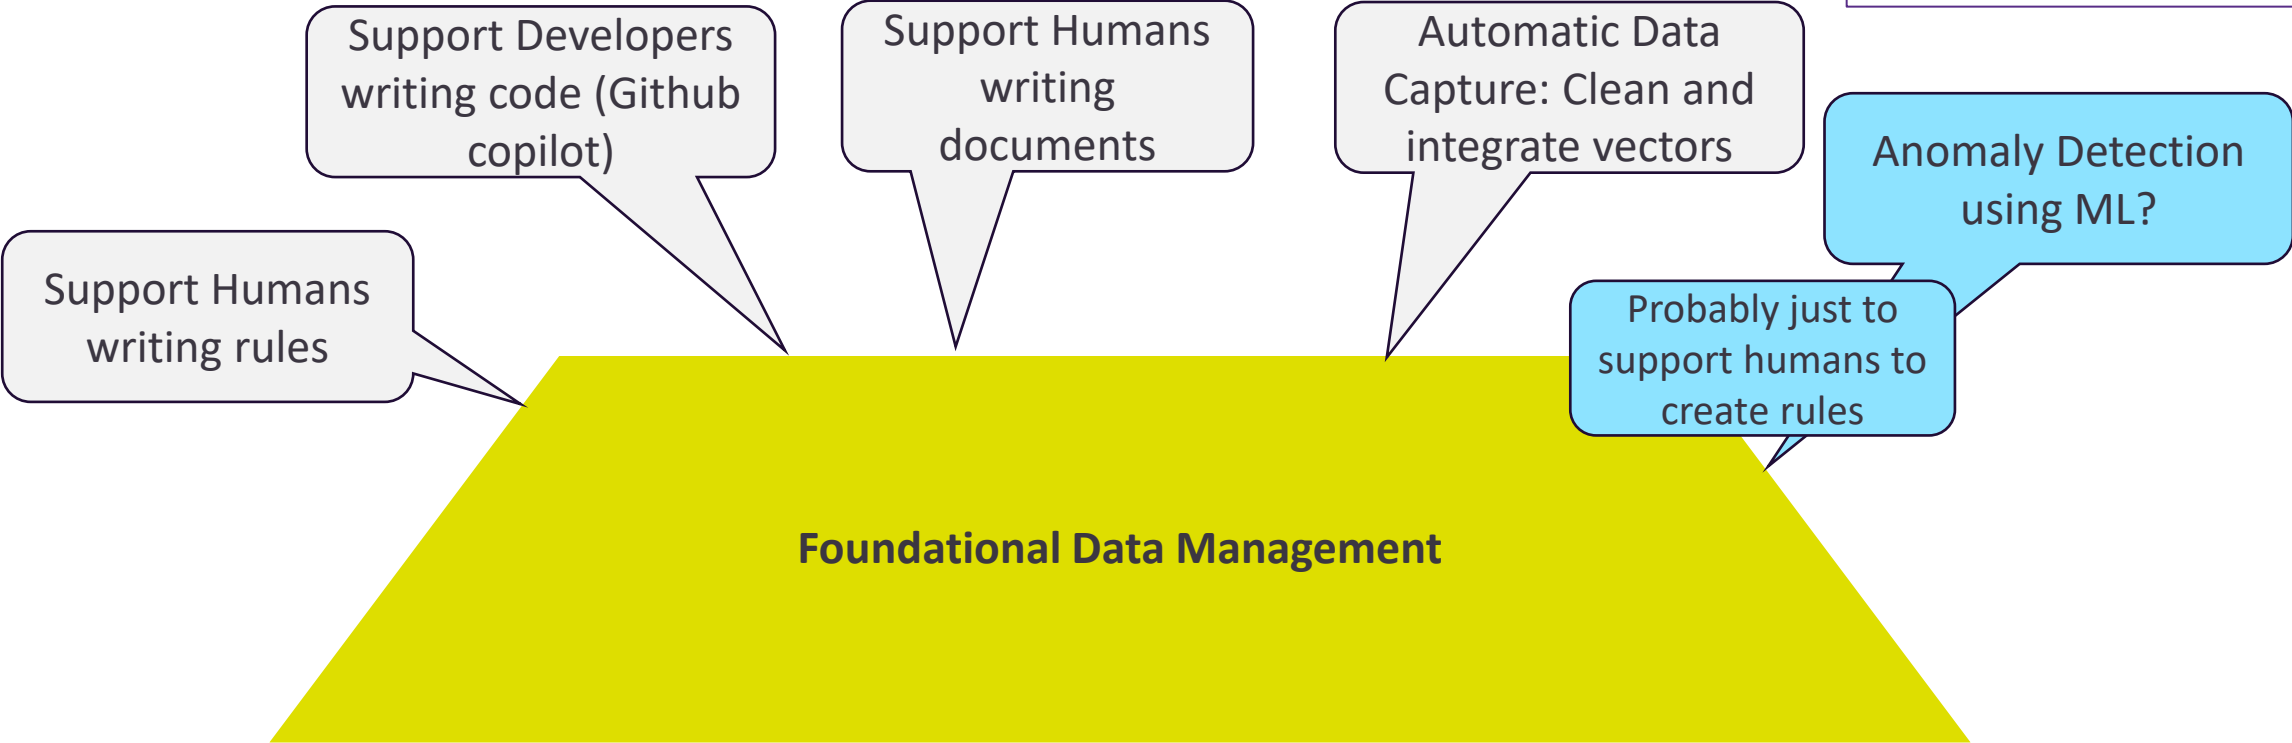 Support Developers
writing code (Github
copilot)
Support Humans
writing
documents
Automatic Data
Capture: Clean and
integrate vectors
Anomaly Detection
using ML?
Support Humans
writing rules
Probably just to
support humans to
create rules
Foundational Data Management